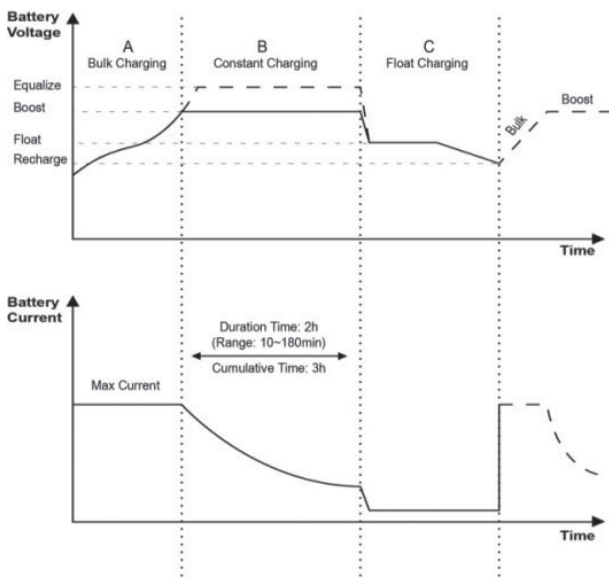 Battery
Voltage
A
Bulk Charging
B
Constant Charging
C
Float Charging
Equalize
Boost
Float
Recharge
Bulk
Boost
Time
Battery
Current
Duration Time: 2h
(Range: 10~180min)
Cumulative Time: 3h
Max Current
Time